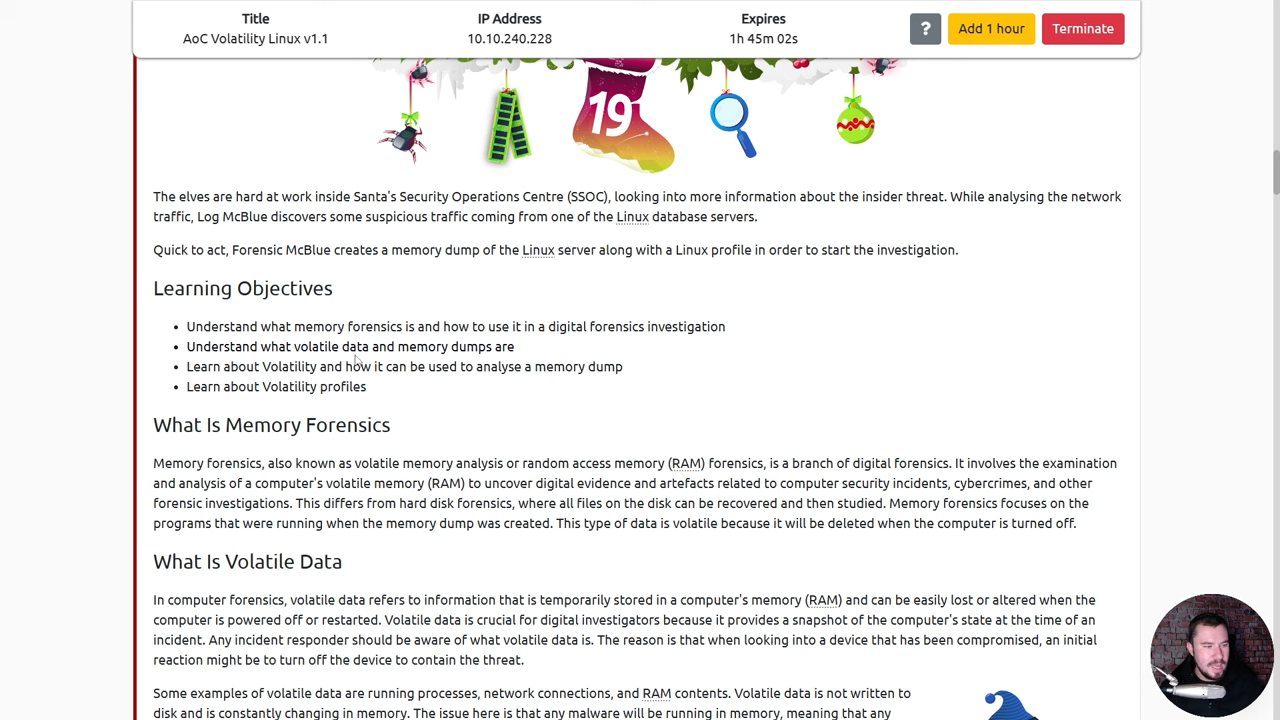 Title
AoC Volatility Linux v1.1
IP Address
10.10.240.228
Expires
1h 45m 02s
?
Add 1 hour
Terminate
19
The elves are hard at work inside Santa's Security Operations Centre (SSOC), looking into more information about the insider threat. While analysing the network
traffic, Log McBlue discovers some suspicious traffic coming from one of the Linux database servers.
Quick to act, Forensic McBlue creates a memory dump of the Linux server along with a Linux profile in order to start the investigation.
Learning Objectives
• Understand what memory forensics is and how to use it in a digital forensics investigation
• Understand what volatile data and memory dumps are
• Learn about Volatility and how it can be used to analyse a memory dump
• Learn about Volatility profiles
What Is Memory Forensics
Memory forensics, also known as volatile memory analysis or random access memory (RAM) forensics, is a branch of digital forensics. It involves the examination
and analysis of a computer's volatile memory (RAM) to uncover digital evidence and artefacts related to computer security incidents, cybercrimes, and other
forensic investigations. This differs from hard disk forensics, where all files on the disk can be recovered and then studied. Memory forensics focuses on the
programs that were running when the memory dump was created. This type of data is volatile because it will be deleted when the computer is turned off.
What Is Volatile Data
In computer forensics, volatile data refers to information that is temporarily stored in a computer's memory (RAM) and can be easily lost or altered when the
computer is powered off or restarted. Volatile data is crucial for digital investigators because it provides a snapshot of the computer's state at the time of an
incident. Any incident responder should be aware of what volatile data is. The reason is that when looking into a device that has been compromised, an initial
reaction might be to turn off the device to contain the threat.
Some examples of volatile data are running processes, network connections, and RAM contents. Volatile data is not written to
disk and is constantly changing in memory. The issue here is that any malware will be running in memory, meaning that any